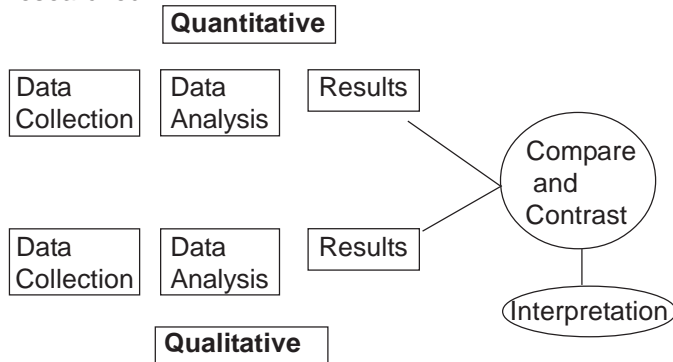 Quantitative
Data
Collection
Data
Analysis
Results
Compare
and
Contrast
Data
Collection
Data
Analysis
Results
Interpretation
Qualitative